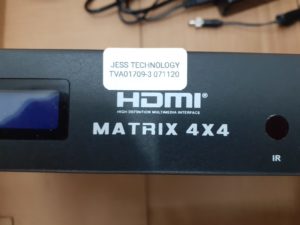 JESS TECHNOLOGY
TVA01709-3 071120
HDMI®
HIGH DEFINITION MULTIMEDIA INTERFACE
MATRIX 4X4
IR